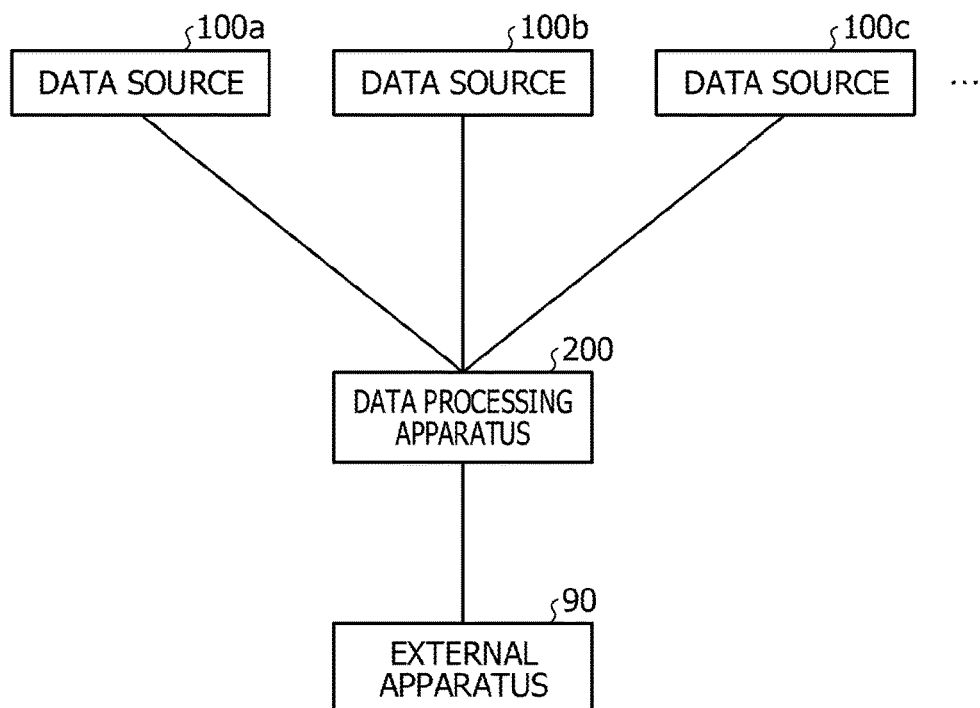 100a
100b
100c
DATA SOURCE
DATA SOURCE
DATA SOURCE
...
200
DATA PROCESSING
APPARATUS
90
EXTERNAL
APPARATUS